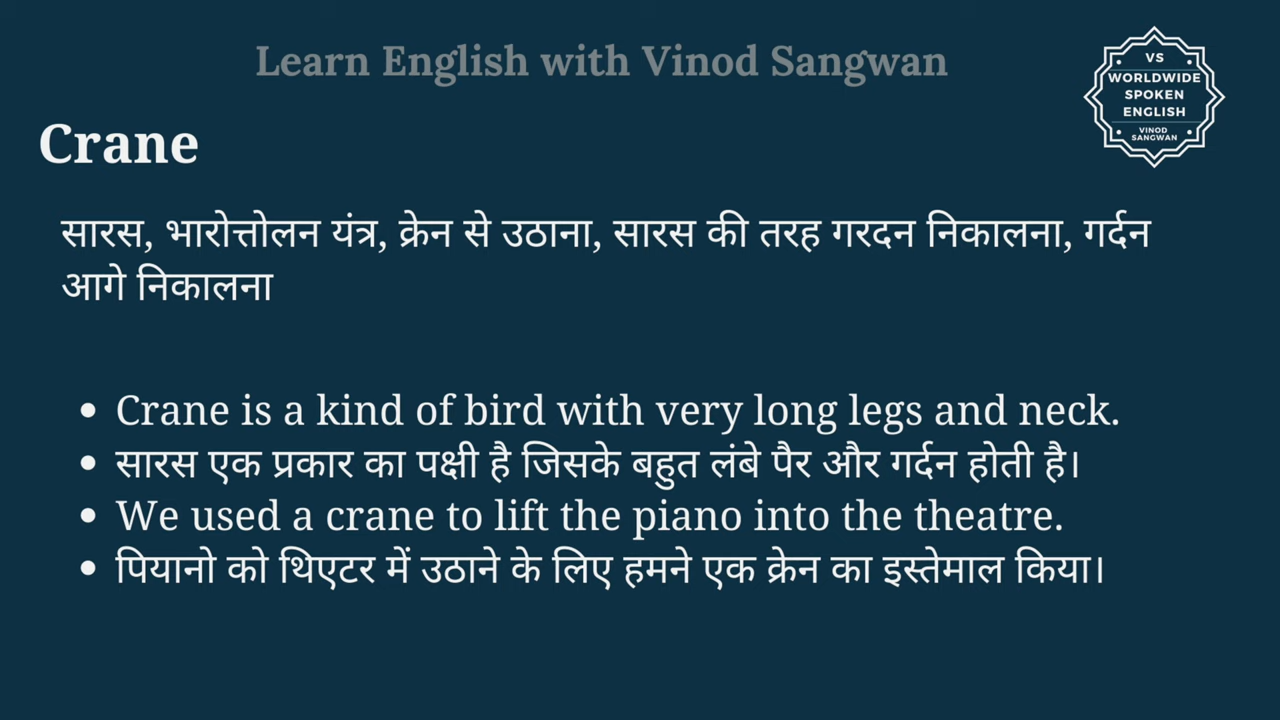 Learn English with Vinod Sangwan
VS
WORLDWIDE
SPOKEN
ENGLISH
VINOD
SANGWAN
Crane
सारस, भारोत्तोलन यंत्र, क्रेन से उठाना, सारस की तरह गरदन निकालना, गर्दन
आगे निकालना
• Crane is a kind of bird with very long legs and neck.
• सारस एक प्रकार का पक्षी है जिसके बहुत लंबे पैर और गर्दन होती है।
• We used a crane to lift the piano into the theatre.
• पियानो को थिएटर में उठाने के लिए हमने एक क्रेन का इस्तेमाल किया।